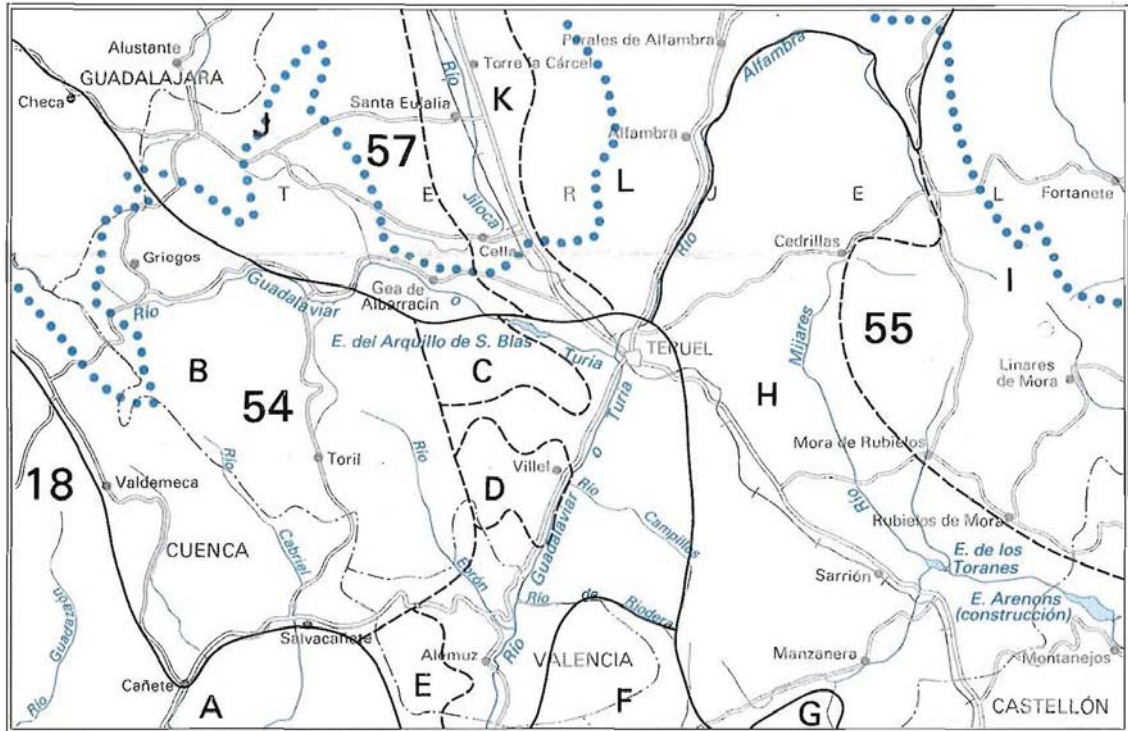 Alustante
GUADALAJARA
Checa
Río
Torre la Cárcel
K
Perales de Alfambra
Alfambra
Santa Eulalia
J
57
Alfambra
L
T E R U E L
Jiloca
Río
Fortanete
Griegos
Cella
Cedrillas
Gea de
Albarracín
o
Río
Guadalaviar
I
E. del Arquillo de S. Blas
Turia
TERUEL
Mijares
55
B
C
Turia
Linares
de Mora
54
H
o
Mora de Rubielos
Río
Río
Toril
Villel
18
Valdemeca
D
Río
Río
Rubielos de Mora
Campillos
CUENCA
Cabriel
Guadalaviar
E. de los
Toranes
Ebrón
Sarrión
E. Arenons
(construcción)
Guadazaón
Río de Riodera
Salvacañete
Ademuz
Río
VALENCIA
Manzanera
Montanejos
Cañete
E
Río
A
F
G
CASTELLÓN